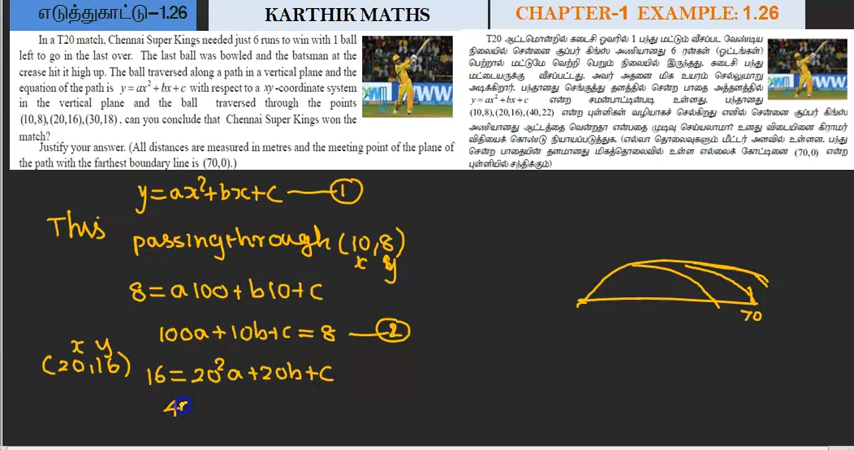 எடுத்துகாட்டு-1.26
KARTHIK MATHS
CHAPTER-1 EXAMPLE: 1.26
In a T20 match, Chennai Super Kings needed just 6 runs to win with 1 ball
left to go in the last over. The last ball was bowled and the batsman at the
crease hit it high up. The ball traversed along a path in a vertical plane and the
equation of the path is y = ax² + bx + c with respect to a xy-coordinate system
in the vertical plane and the ball traversed through the points
(10,8),(20,16),(30,18), can you conclude that Chennai Super Kings won the
match?
Justify your answer. (All distances are measured in metres and the meeting point of the plane of
the path with the farthest boundary line is (70,0).)
T20 ஆட்டமொன்றில் கடைசி ஓவரில் 1 பந்து மட்டும் வீசப்பட வேண்டிய
நிலையில் சென்னை சூப்பர் கிங்ஸ் அணியானது 6 ரன்கள் (ஓட்டங்கள்)
பெற்றால் மட்டுமே வெற்றி பெறும் நிலையில் இருந்தது. கடைசி பந்து
மட்டையருக்கு வீசப்பட்டது. அவர் அதனை மிக உயரம் செல்லுமாறு
அடிக்கிறார். பந்தானது செங்குத்து தளத்தில் சென்ற பாதை அத்தளத்தில்
y = ax² + bx + c என்ற சமன்பாட்டின்படி உள்ளது. பந்தானது
(10,8),(20,16),(40,22) என்ற புள்ளிகள் வழியாகச் செல்கிறது எனில் சென்னை சூப்பர் கிங்ஸ்
அணியானது ஆட்டத்தை வென்றதா என்பதை முடிவு செய்யலாமா? உனது விடையினை கிராமர்
விதியைக் கொண்டு நியாயப்படுத்துக. (எல்லா தொலைவுகளும் மீட்டர் அளவில் உள்ளன. பந்து
சென்ற பாதையின் தளமானது மிகத்தொலைவில் உள்ள எல்லைக் கோட்டினை (70,0) என்ற
புள்ளியில் சந்திக்கும்)
WW
WW
y = ax² + bx + c — 1
This passing through (10,8)
x y
8 = a100 + b10 + c
100a + 10b + c = 8 — 2
x y
(20,16) 16 = 20²a + 20b + c
70